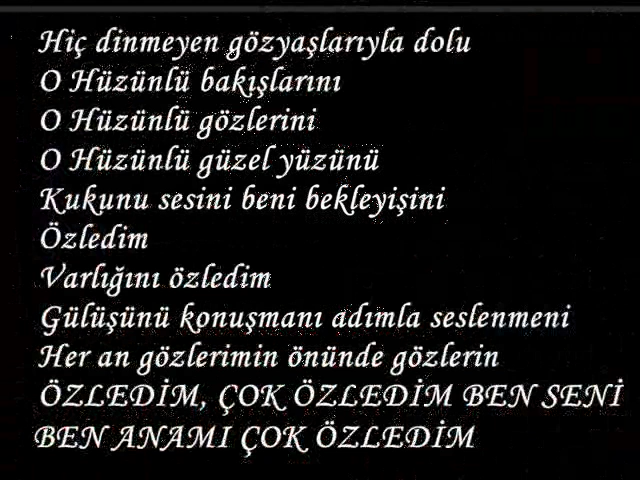 Hiç dinmeyen gözyaşlarıyla dolu
O Hüzünlü bakışlarını
O Hüzünlü gözlerini
O Hüzünlü güzel yüzünü
Kukunu sesini beni bekleyişini
Özledim
Varlığını özledim
Gülüşünü konuşmanı adımla seslenmeni
Her an gözlerimin önünde gözlerin
ÖZLEDİM, ÇOK ÖZLEDİM BEN SENİ
BEN ANAMI ÇOK ÖZLEDİM